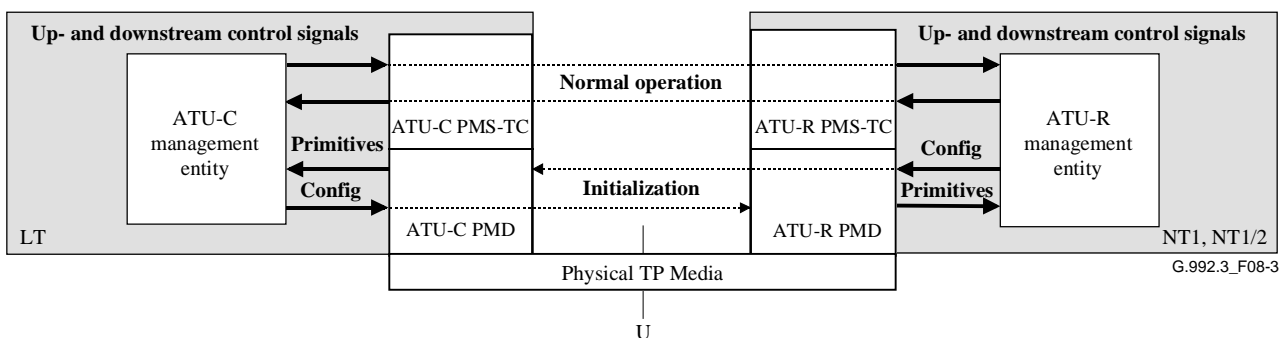 Up- and downstream control signals
Up- and downstream control signals
Normal operation
ATU-C
management
entity
ATU-C PMS-TC
ATU-R PMS-TC
ATU-R
management
entity
Primitives
Config
Config
Initialization
Primitives
LT
ATU-C PMD
ATU-R PMD
NT1, NT1/2
Physical TP Media
G.992.3_F08-3
U